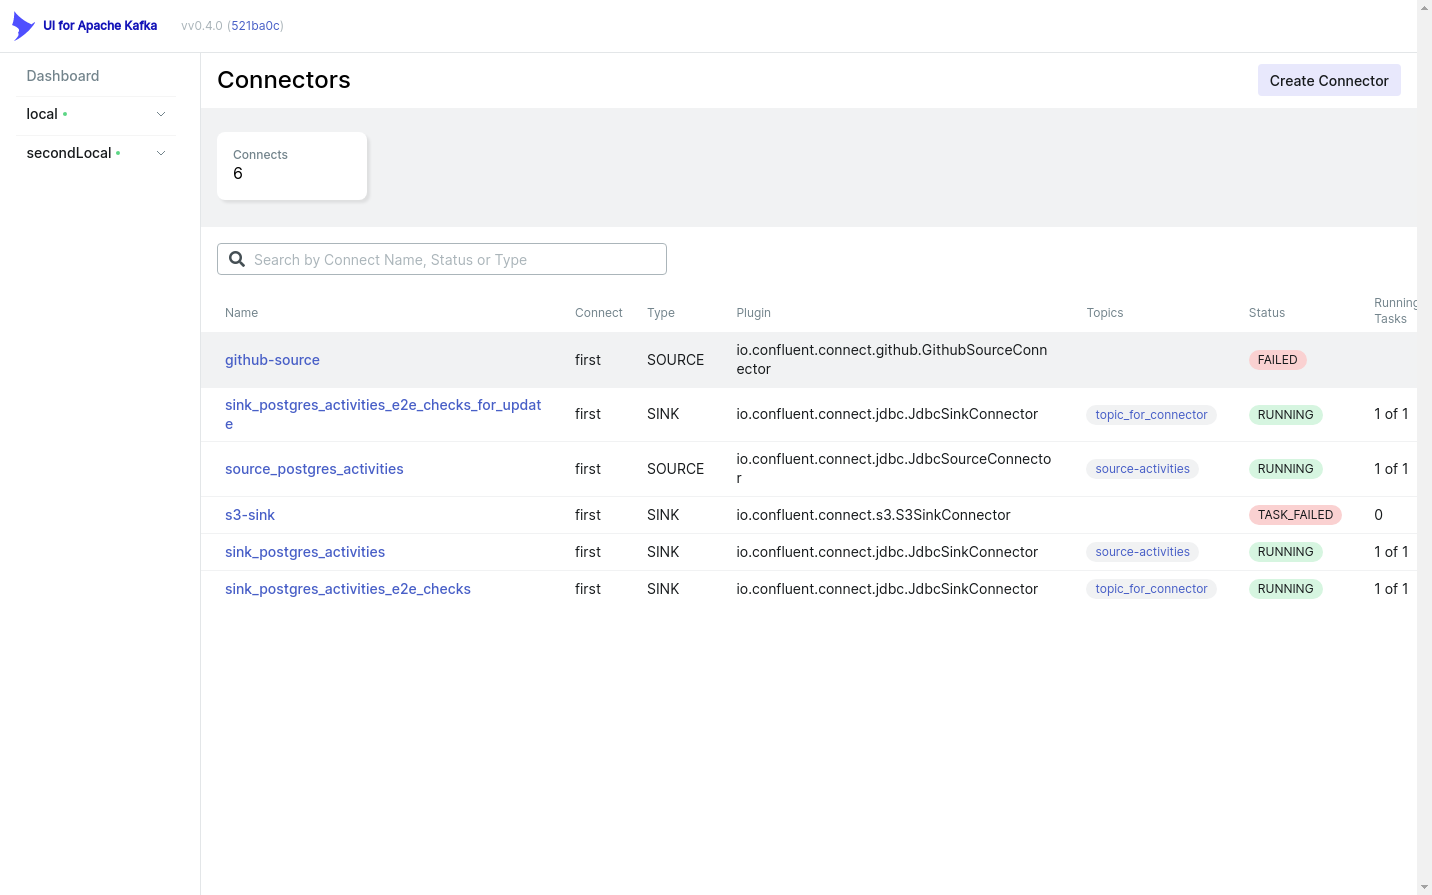 UI for Apache Kafka vv0.4.0 (521ba0c)
Dashboard
local
secondLocal
Connectors
Create Connector
Connects
6
Search by Connect Name, Status or Type
Name Connect Type Plugin Topics Status Running
Tasks
github-source first SOURCE io.confluent.connect.github.GithubSourceConn
ector FAILED
sink_postgres_activities_e2e_checks_for_updat
e first SINK io.confluent.connect.jdbc.JdbcSinkConnector topic_for_connector RUNNING 1 of 1
source_postgres_activities first SOURCE io.confluent.connect.jdbc.JdbcSourceConnecto
r source-activities RUNNING 1 of 1
s3-sink first SINK io.confluent.connect.s3.S3SinkConnector TASK_FAILED 0
sink_postgres_activities first SINK io.confluent.connect.jdbc.JdbcSinkConnector source-activities RUNNING 1 of 1
sink_postgres_activities_e2e_checks first SINK io.confluent.connect.jdbc.JdbcSinkConnector topic_for_connector RUNNING 1 of 1